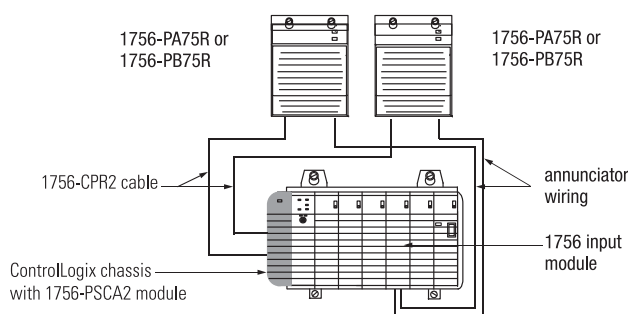 1756-PA75R or
1756-PB75R
1756-PA75R or
1756-PB75R
1756-CPR2 cable
annunciator
wiring
1756 input
module
ControlLogix chassis
with 1756-PSCA2 module